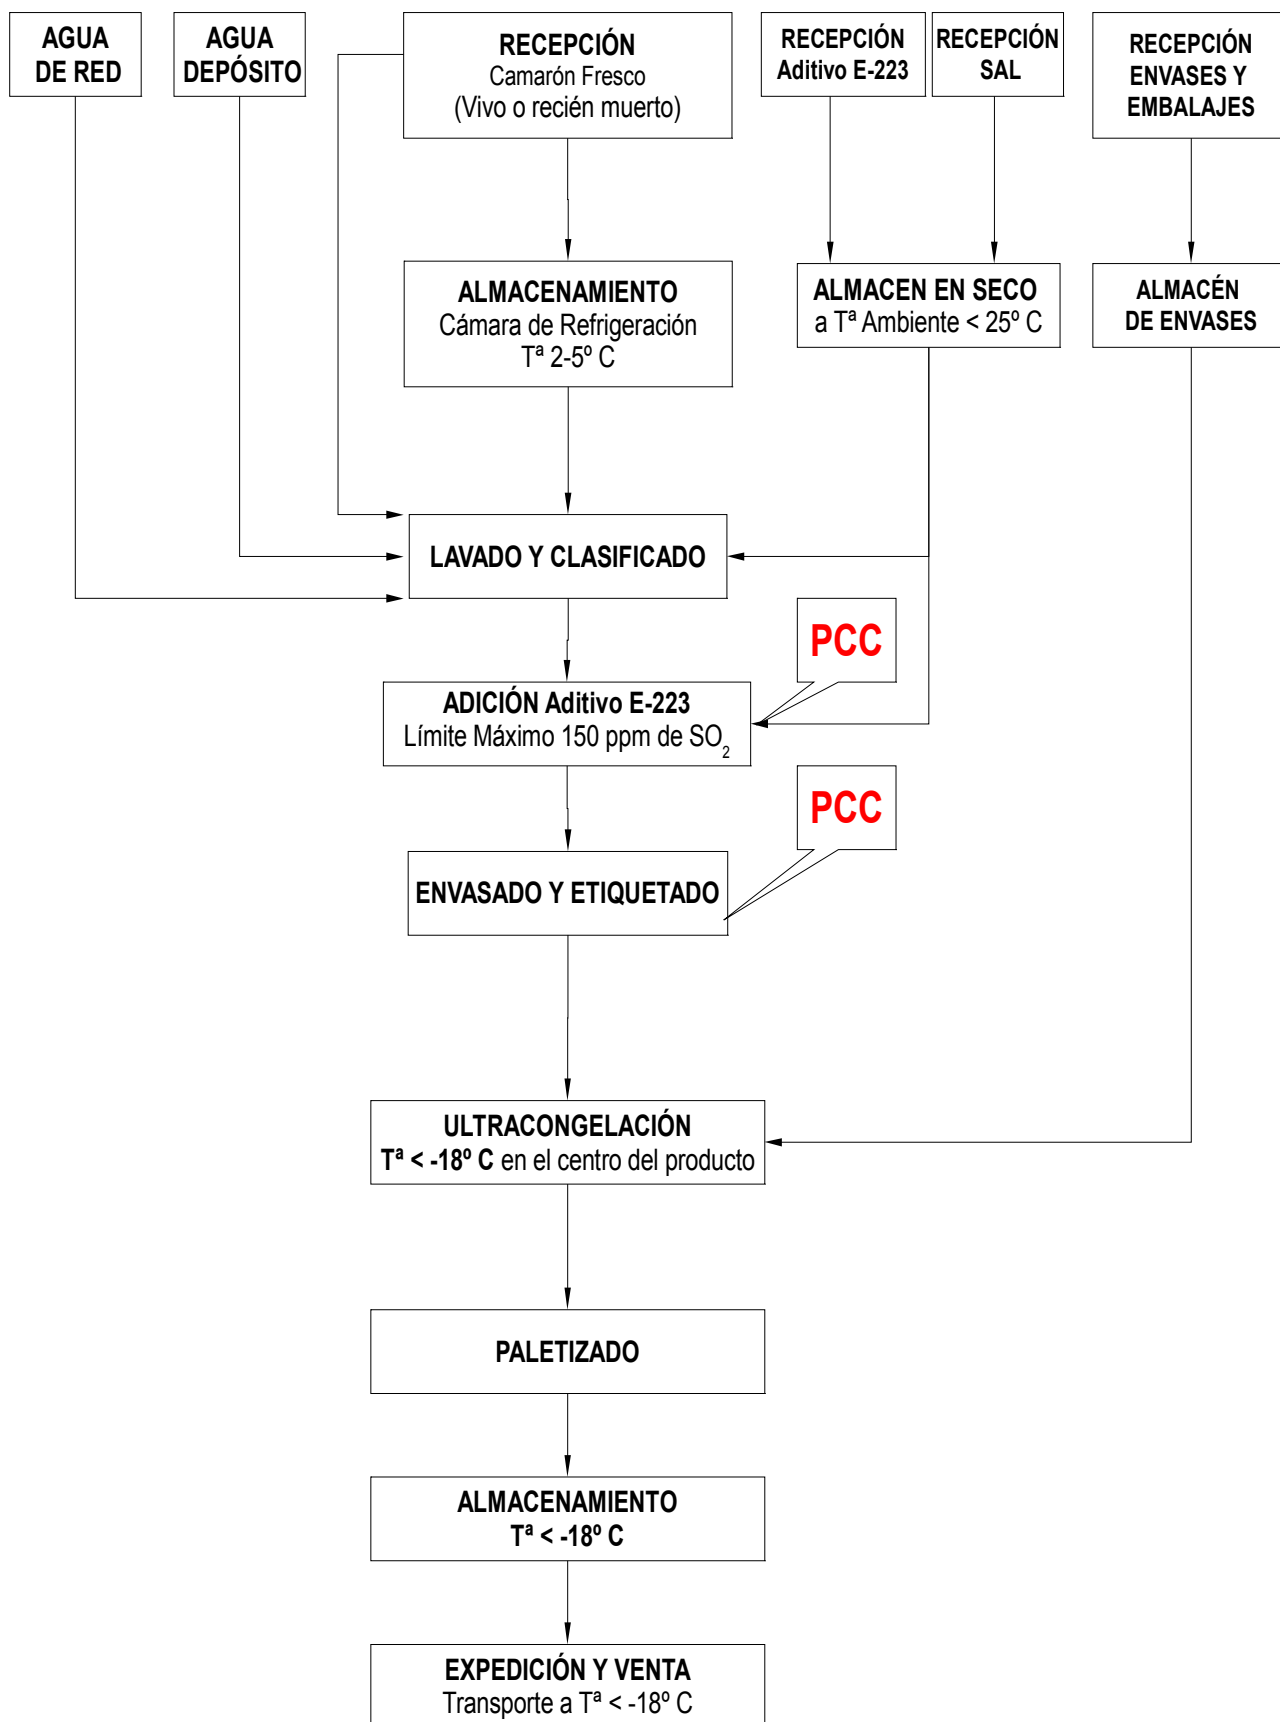 AGUA
DE RED
AGUA
DEPÓSITO
RECEPCIÓN
Camarón Fresco
(Vivo o recién muerto)
RECEPCIÓN
Aditivo E-223
RECEPCIÓN
SAL
RECEPCIÓN
ENVASES Y
EMBALAJES
ALMACENAMIENTO
Cámara de Refrigeración
Tª 2-5º C
ALMACEN EN SECO
a Tª Ambiente < 25º C
ALMACÉN
DE ENVASES
LAVADO Y CLASIFICADO
PCC
ADICIÓN Aditivo E-223
Límite Máximo 150 ppm de SO₂
PCC
ENVASADO Y ETIQUETADO
ULTRACONGELACIÓN
Tª < -18º C en el centro del producto
PALETIZADO
ALMACENAMIENTO
Tª < -18º C
EXPEDICIÓN Y VENTA
Transporte a Tª < -18º C